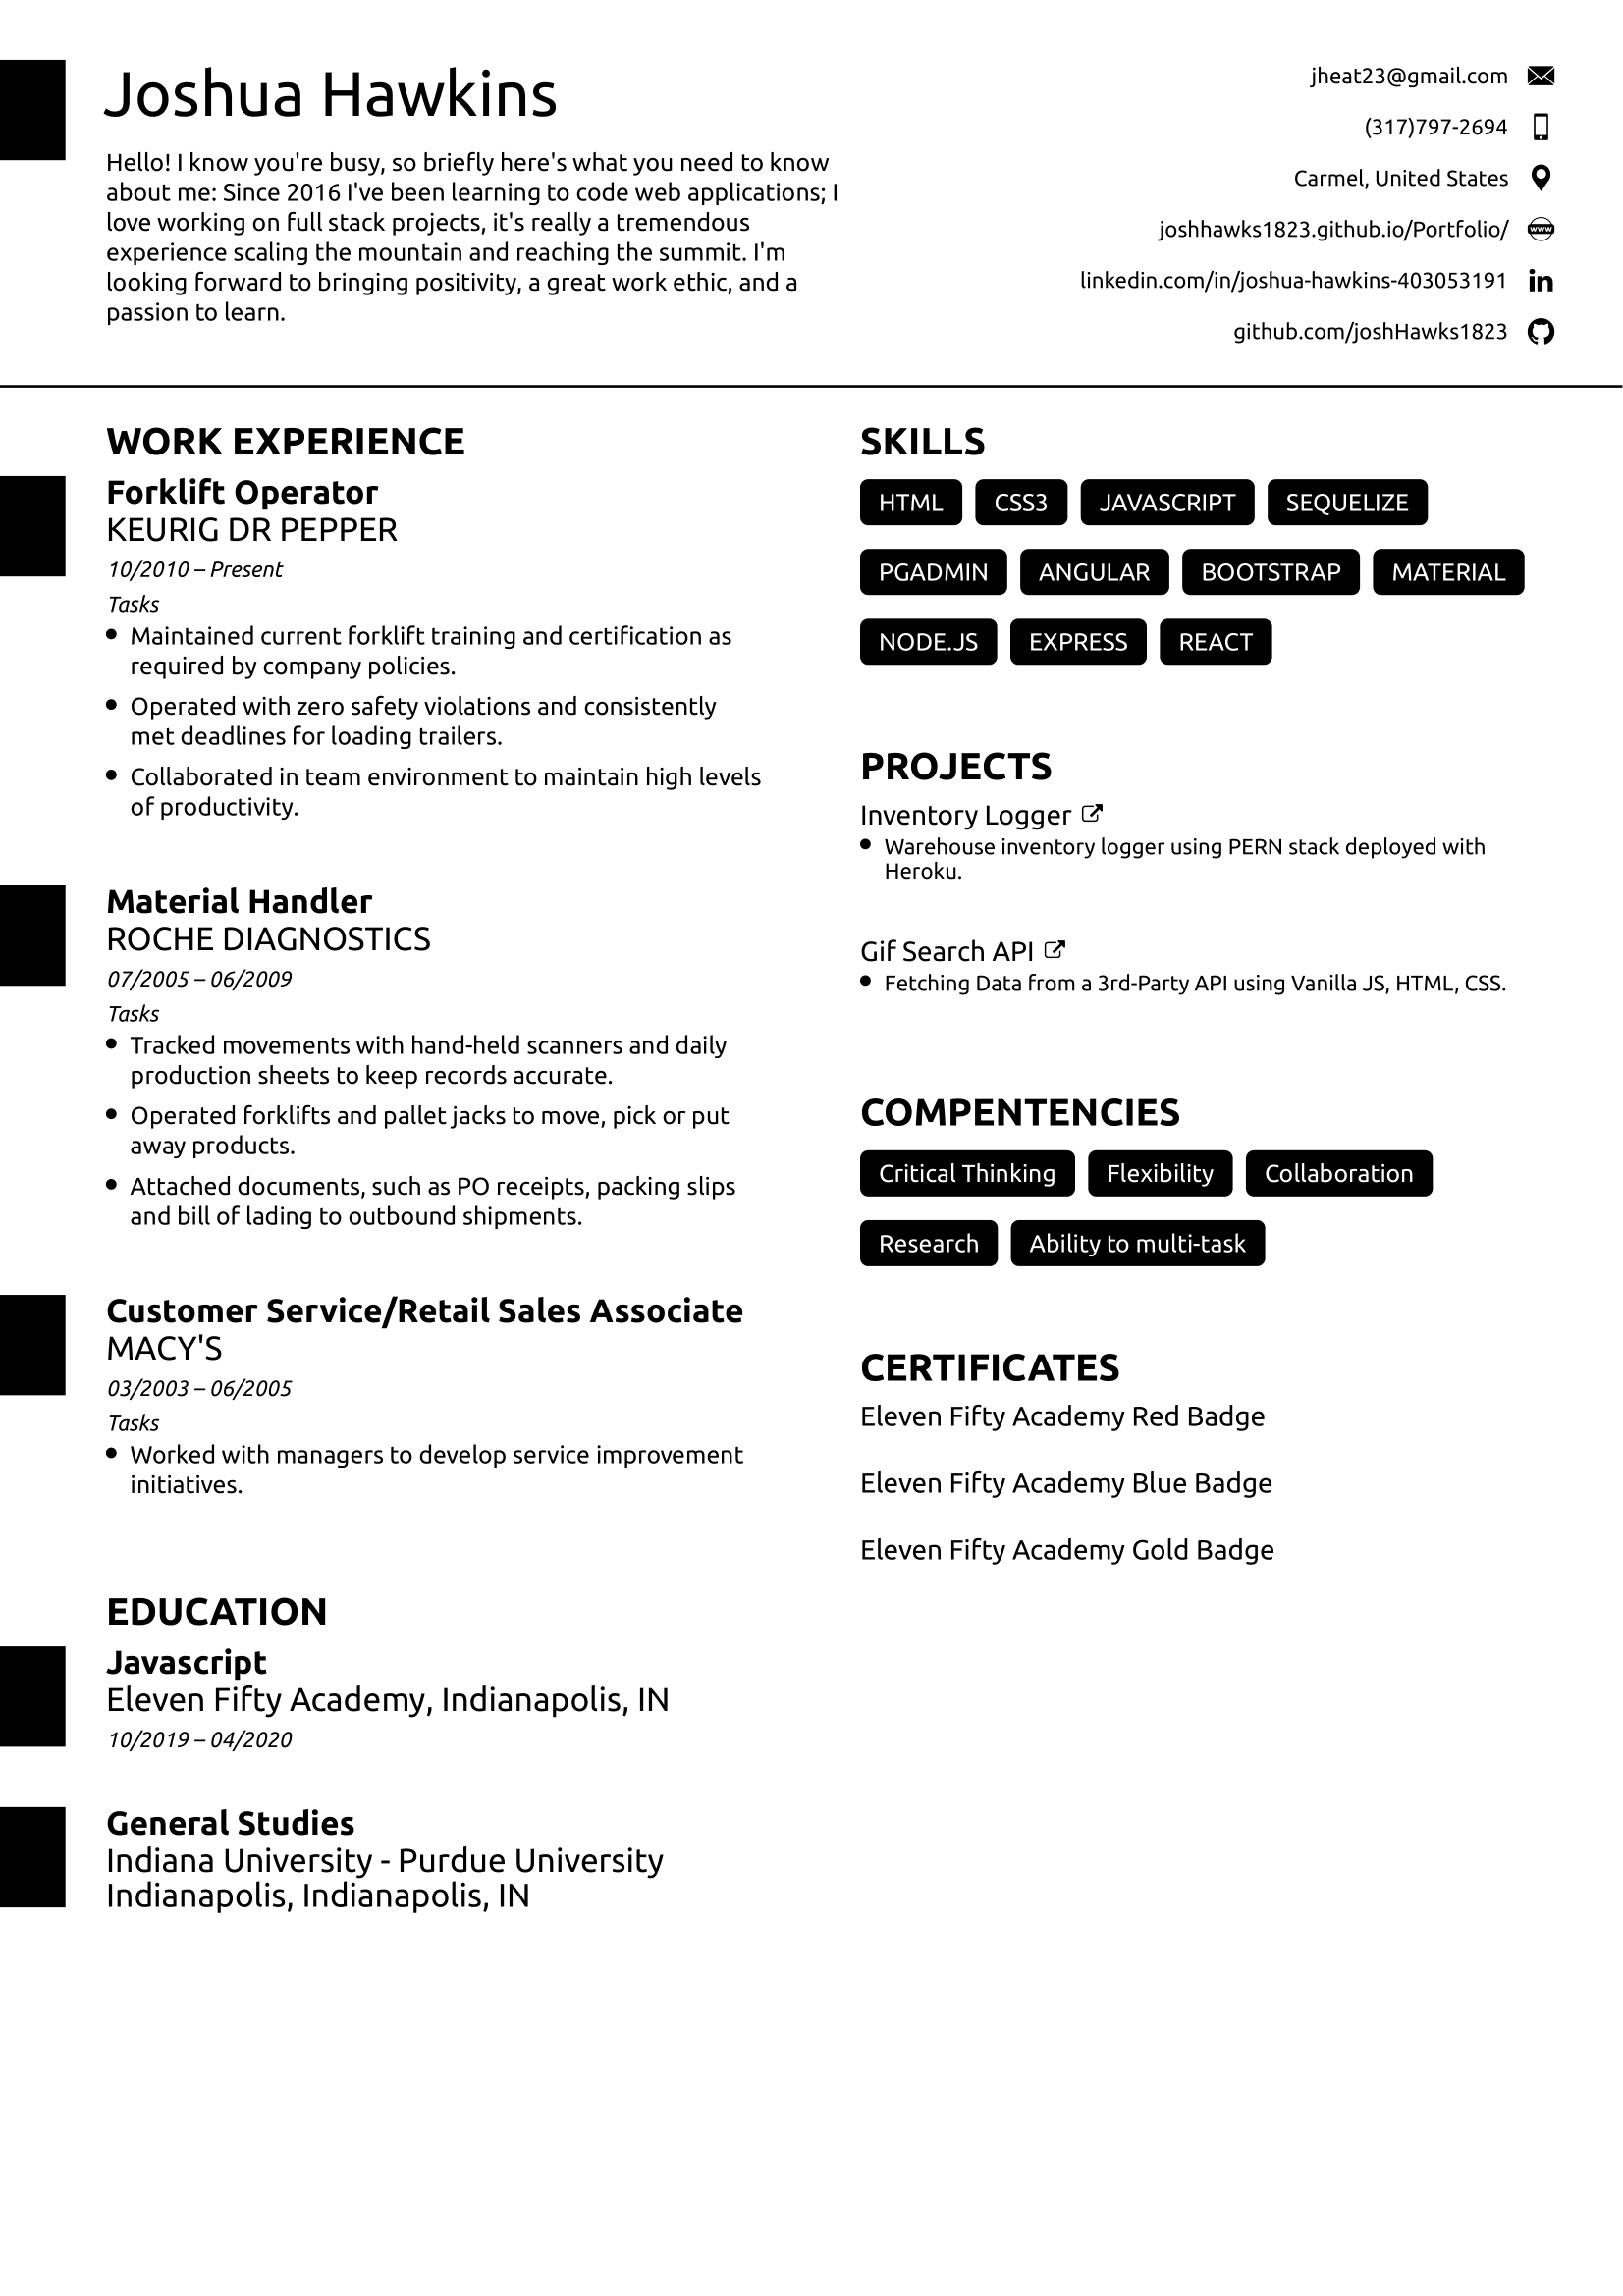 Joshua Hawkins
Hello! I know you're busy, so briefly here's what you need to know
about me: Since 2016 I've been learning to code web applications; I
love working on full stack projects, it's really a tremendous
experience scaling the mountain and reaching the summit. I'm
looking forward to bringing positivity, a great work ethic, and a
passion to learn.
jheat23@gmail.com
(317)797-2694
Carmel, United States
joshhawks1823.github.io/Portfolio/
www
linkedin.com/in/joshua-hawkins-403053191
in
github.com/joshHawks1823
WORK EXPERIENCE
Forklift Operator
KEURIG DR PEPPER
10/2010 – Present
Tasks
Maintained current forklift training and certification as
required by company policies.
Operated with zero safety violations and consistently
met deadlines for loading trailers.
Collaborated in team environment to maintain high levels
of productivity.
Material Handler
ROCHE DIAGNOSTICS
07/2005 – 06/2009
Tasks
Tracked movements with hand-held scanners and daily
production sheets to keep records accurate.
Operated forklifts and pallet jacks to move, pick or put
away products.
Attached documents, such as PO receipts, packing slips
and bill of lading to outbound shipments.
Customer Service/Retail Sales Associate
MACY'S
03/2003 – 06/2005
Tasks
Worked with managers to develop service improvement
initiatives.
EDUCATION
Javascript
Eleven Fifty Academy, Indianapolis, IN
10/2019 – 04/2020
General Studies
Indiana University - Purdue University
Indianapolis, Indianapolis, IN
SKILLS
HTML CSS3 JAVASCRIPT SEQUELIZE
PGADMIN ANGULAR BOOTSTRAP MATERIAL
NODE.JS EXPRESS REACT
PROJECTS
Inventory Logger
Warehouse inventory logger using PERN stack deployed with
Heroku.
Gif Search API
Fetching Data from a 3rd-Party API using Vanilla JS, HTML, CSS.
COMPENTENCIES
Critical Thinking Flexibility Collaboration
Research Ability to multi-task
CERTIFICATES
Eleven Fifty Academy Red Badge
Eleven Fifty Academy Blue Badge
Eleven Fifty Academy Gold Badge